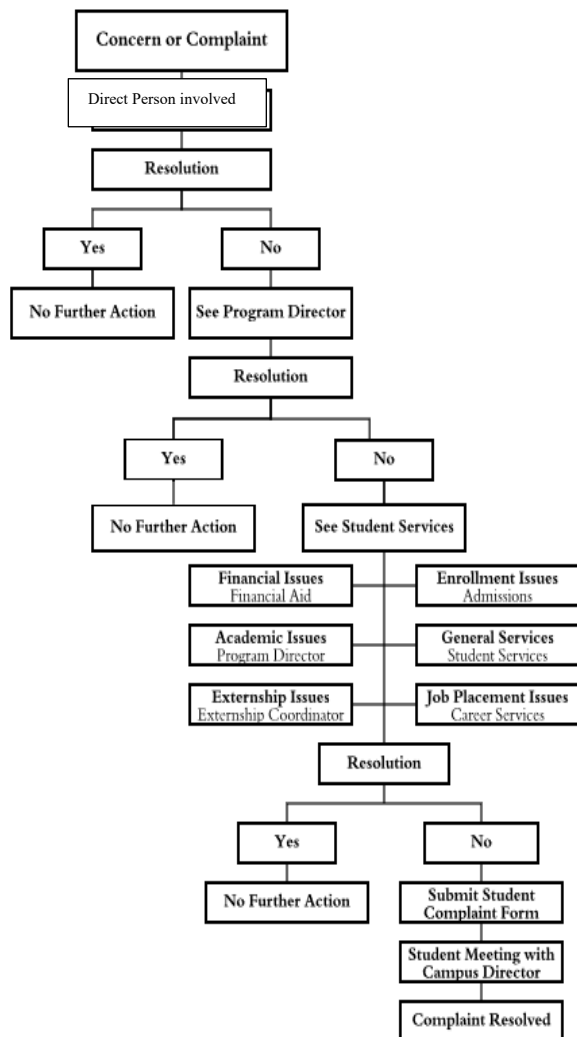 Concern or Complaint
Direct Person involved
Resolution
Yes
No
No Further Action
See Program Director
Resolution
Yes
No
No Further Action
See Student Services
Financial Issues
Financial Aid
Enrollment Issues
Admissions
Academic Issues
Program Director
General Services
Student Services
Externship Issues
Externship Coordinator
Job Placement Issues
Career Services
Resolution
Yes
No
No Further Action
Submit Student
Complaint Form
Student Meeting with
Campus Director
Complaint Resolved